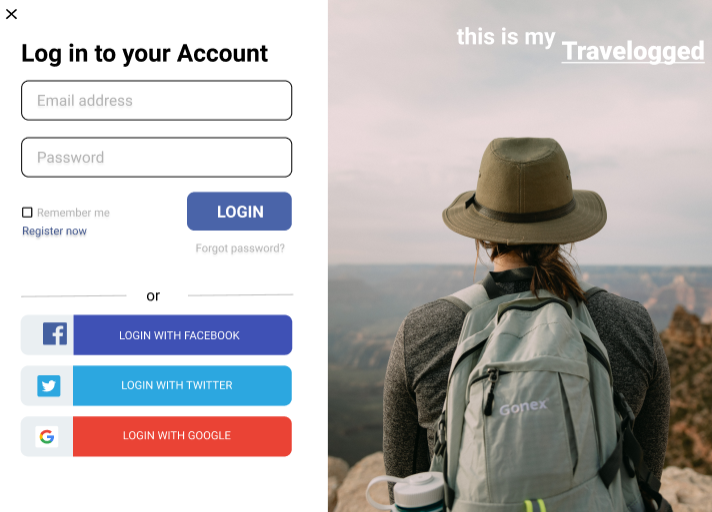 Log in to your Account
Email address
Password
LOGIN
Remember me
Register now
Forgot password?
or
LOGIN WITH FACEBOOK
LOGIN WITH TWITTER
LOGIN WITH GOOGLE
this is my Travelogged
Gonex